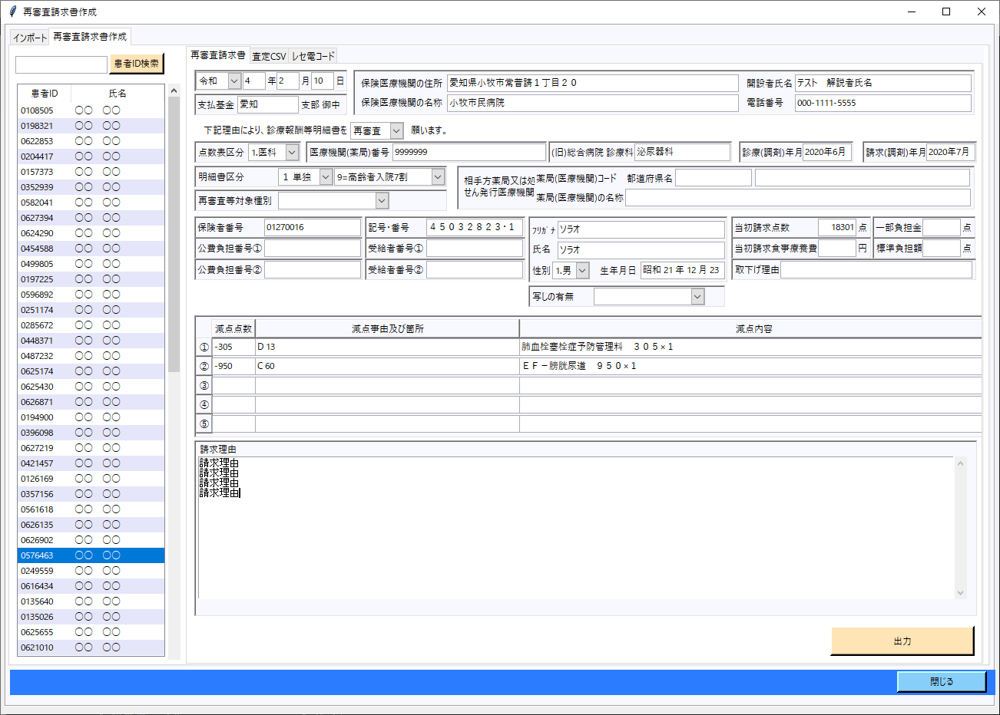 再審査請求書作成
インポート 再審査請求書作成
患者ID検索
患者ID 氏名
0108505 〇〇 〇〇
0198321 〇〇 〇〇
0622853 〇〇 〇〇
0204417 〇〇 〇〇
0157373 〇〇 〇〇
0352939 〇〇 〇〇
0582041 〇〇 〇〇
0627394 〇〇 〇〇
0624290 〇〇 〇〇
0454588 〇〇 〇〇
0499805 〇〇 〇〇
0197225 〇〇 〇〇
0596892 〇〇 〇〇
0251174 〇〇 〇〇
0285672 〇〇 〇〇
0448371 〇〇 〇〇
0487232 〇〇 〇〇
0625174 〇〇 〇〇
0625430 〇〇 〇〇
0626871 〇〇 〇〇
0194900 〇〇 〇〇
0396098 〇〇 〇〇
0627219 〇〇 〇〇
0421457 〇〇 〇〇
0126169 〇〇 〇〇
0357156 〇〇 〇〇
0561618 〇〇 〇〇
0626135 〇〇 〇〇
0626902 〇〇 〇〇
0576463 〇〇 〇〇
0249559 〇〇 〇〇
0616434 〇〇 〇〇
0135640 〇〇 〇〇
0135026 〇〇 〇〇
0625655 〇〇 〇〇
0621010 〇〇 〇〇
再審査請求書 査定CSV レセ電コード
令和 4 年 2 月 10 日
支払基金 愛知 支部 御中
保険医療機関の住所 愛知県小牧市常普請１丁目２０ 開設者氏名 テスト　解説者氏名
保険医療機関の名称 小牧市民病院 電話番号 000-1111-5555
下記理由により、診療報酬等明細書を 再審査 願います。
点数表区分 1.医科 医療機関(薬局)番号 9999999 (旧)総合病院 診療科 泌尿器科 診療(調剤)年月 2020年6月 請求(調剤)年月 2020年7月
明細書区分 １ 単独 9=高齢者入院7割
再審査等対象種別
相手方薬局又は処
せん発行医療機関
薬局(医療機関)コード 都道府県名
薬局(医療機関)の名称
保険者番号 01270016 記号・番号 ４５０３２８２３・１
公費負担番号① 受給者番号①
公費負担番号② 受給者番号②
フリガナ ソラオ
氏名 ソラオ
性別 1.男 生年月日 昭和 21 年 12 月 23
写しの有無
当初請求点数 18301 点 一部負担金 点
当初請求食事療養費 円 標準負担額 点
取下げ理由
減点点数 減点事由及び箇所 減点内容
① -305 D 13 肺血栓塞栓症予防管理料　３０５×１
② -950 C 60 ＥＦ－膀胱尿道　９５０×１
③
④
⑤
請求理由
請求理由
請求理由
請求理由
請求理由
出力
閉じる